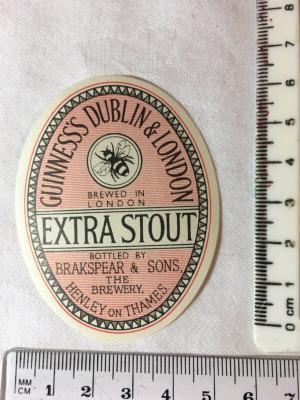 GUINNESS'S DUBLIN & LONDON
BREWED IN
LONDON
EXTRA STOUT
BOTTLED BY
BRAKSPEAR & SONS,
THE
BREWERY,
HENLEY ON THAMES
8
7
6
5
4
3
2
1
0 cm
MM
CM
1 2 3 4 5 6 7